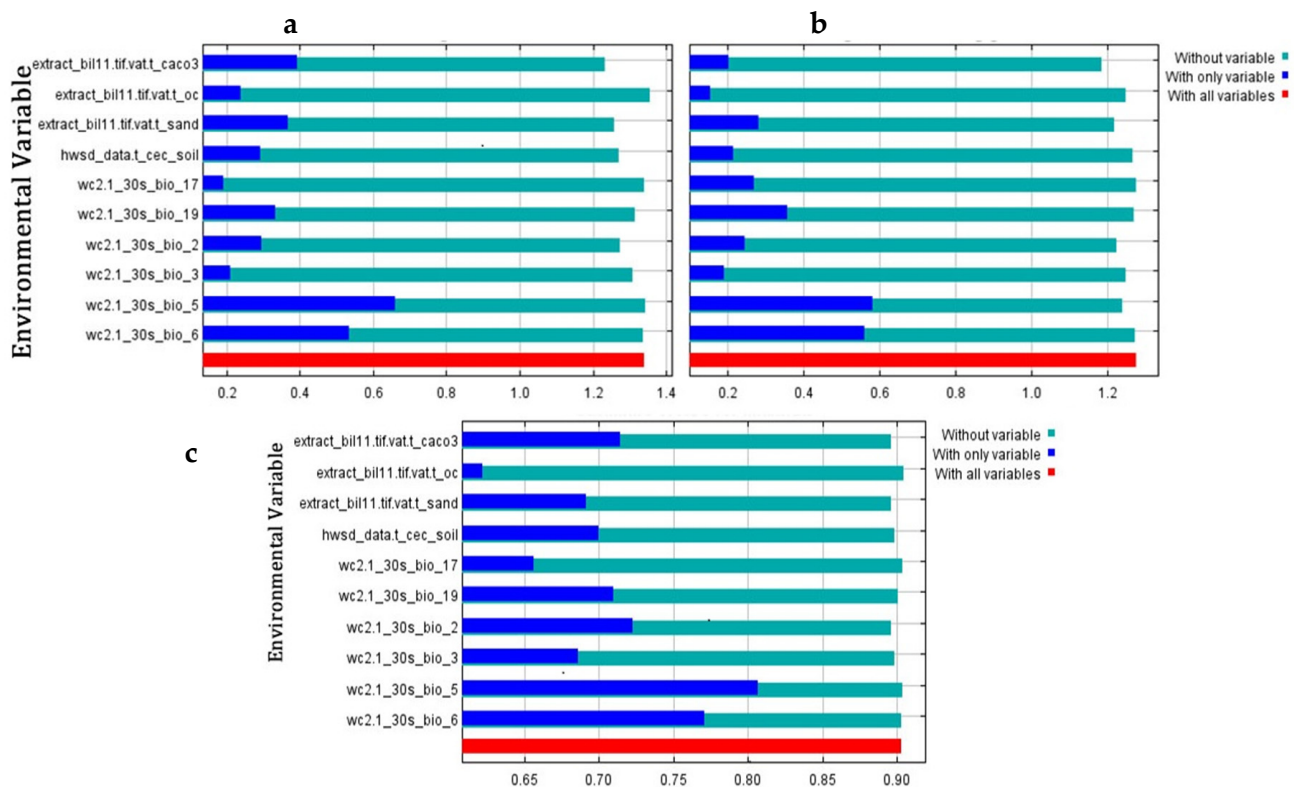 a
b
Environmental Variable
extract_bil11.tif.vat.t_caco3
extract_bil11.tif.vat.t_oc
extract_bil11.tif.vat.t_sand
hwsd_data.t_cec_soil
wc2.1_30s_bio_17
wc2.1_30s_bio_19
wc2.1_30s_bio_2
wc2.1_30s_bio_3
wc2.1_30s_bio_5
wc2.1_30s_bio_6
0.2 0.4 0.6 0.8 1.0 1.2 1.4
0.2 0.4 0.6 0.8 1.0 1.2
Without variable
With only variable
With all variables
c
Environmental Variable
extract_bil11.tif.vat.t_caco3
extract_bil11.tif.vat.t_oc
extract_bil11.tif.vat.t_sand
hwsd_data.t_cec_soil
wc2.1_30s_bio_17
wc2.1_30s_bio_19
wc2.1_30s_bio_2
wc2.1_30s_bio_3
wc2.1_30s_bio_5
wc2.1_30s_bio_6
0.65 0.70 0.75 0.80 0.85 0.90
Without variable
With only variable
With all variables